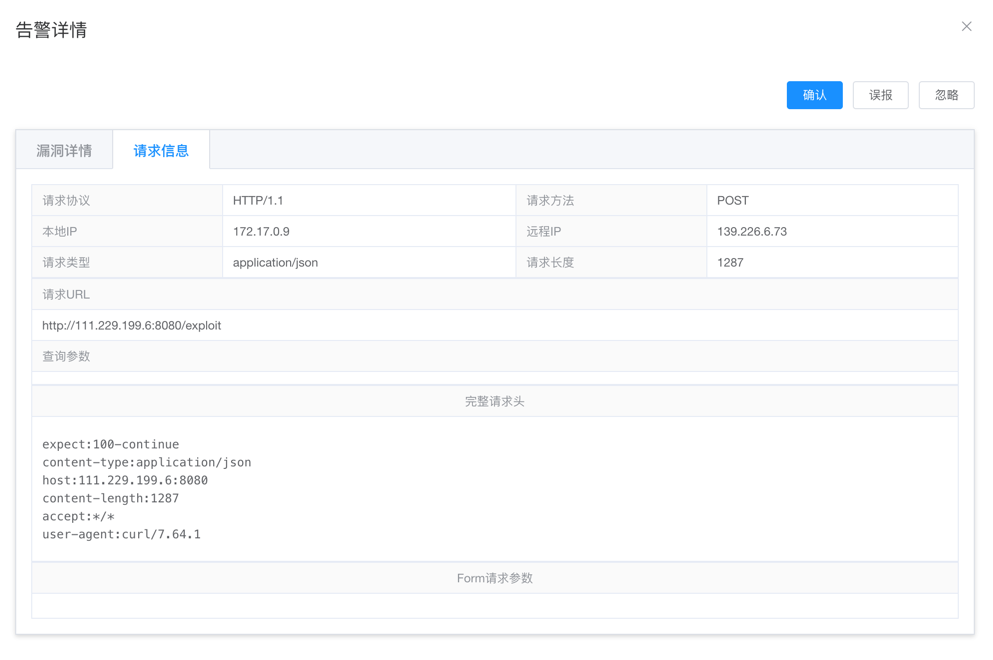 告警详情
确认 误报 忽略
漏洞详情 请求信息
请求协议 HTTP/1.1 请求方法 POST
本地IP 172.17.0.9 远程IP 139.226.6.73
请求类型 application/json 请求长度 1287
请求URL
http://111.229.199.6:8080/exploit
查询参数
完整请求头
expect:100-continue
content-type:application/json
host:111.229.199.6:8080
content-length:1287
accept:*/*
user-agent:curl/7.64.1
Form请求参数